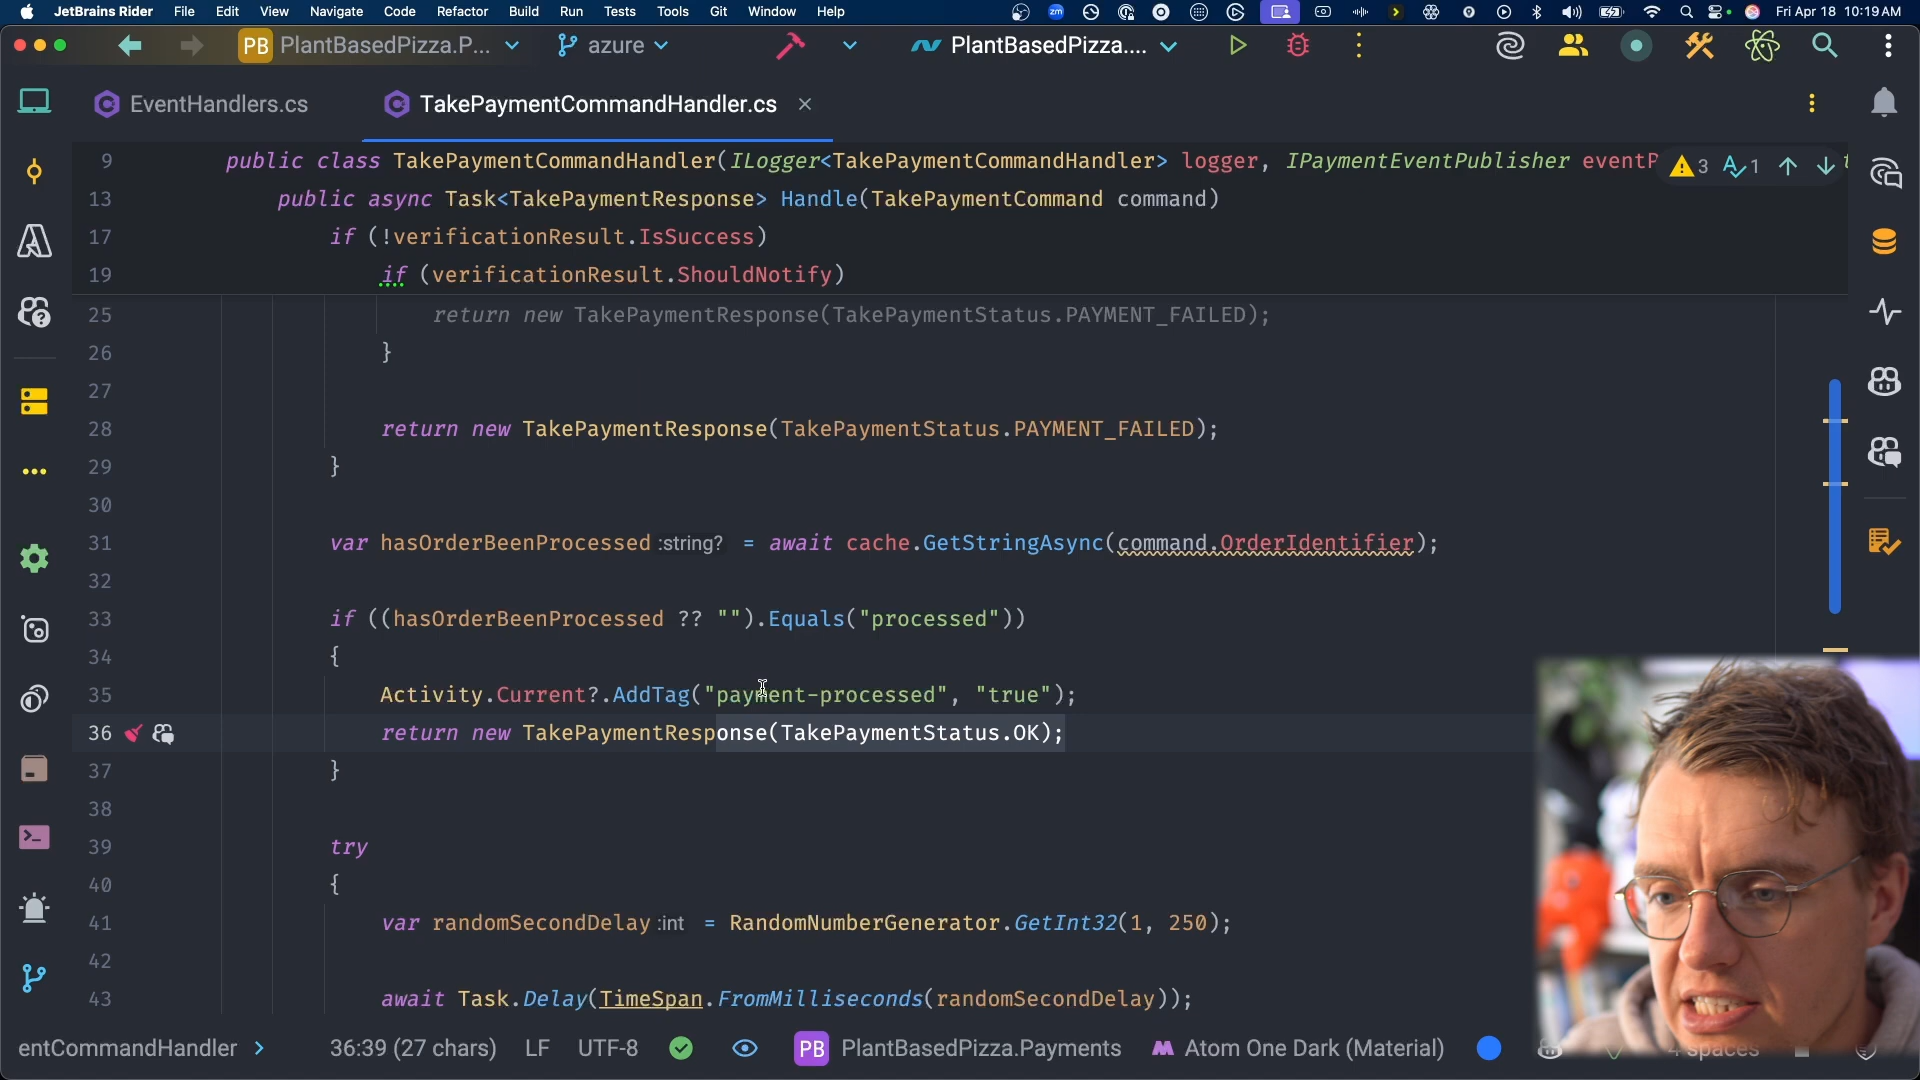 JetBrains Rider File Edit View Navigate Code Refactor Build Run Tests Tools Git Window Help zm Fri Apr 18 10:19 AM
PB PlantBasedPizza.P... azure PlantBasedPizza....
EventHandlers.cs TakePaymentCommandHandler.cs
9 public class TakePaymentCommandHandler(ILogger<TakePaymentCommandHandler> logger, IPaymentEventPublisher eventP 3 1
13 public async Task<TakePaymentResponse> Handle(TakePaymentCommand command)
17 if (!verificationResult.IsSuccess)
19 if (verificationResult.ShouldNotify)
25 return new TakePaymentResponse(TakePaymentStatus.PAYMENT_FAILED);
26 }
27
28 return new TakePaymentResponse(TakePaymentStatus.PAYMENT_FAILED);
29 }
30
31 var hasOrderBeenProcessed :string? = await cache.GetStringAsync(command.OrderIdentifier);
32
33 if ((hasOrderBeenProcessed ?? "").Equals("processed"))
34 {
35 Activity.Current?.AddTag("payment-processed", "true");
36 return new TakePaymentResponse(TakePaymentStatus.OK);
37 }
38
39 try
40 {
41 var randomSecondDelay :int = RandomNumberGenerator.GetInt32(1, 250);
42
43 await Task.Delay(TimeSpan.FromMilliseconds(randomSecondDelay));
entCommandHandler > 36:39 (27 chars) LF UTF-8 PB PlantBasedPizza.Payments Atom One Dark (Material) 4 spaces